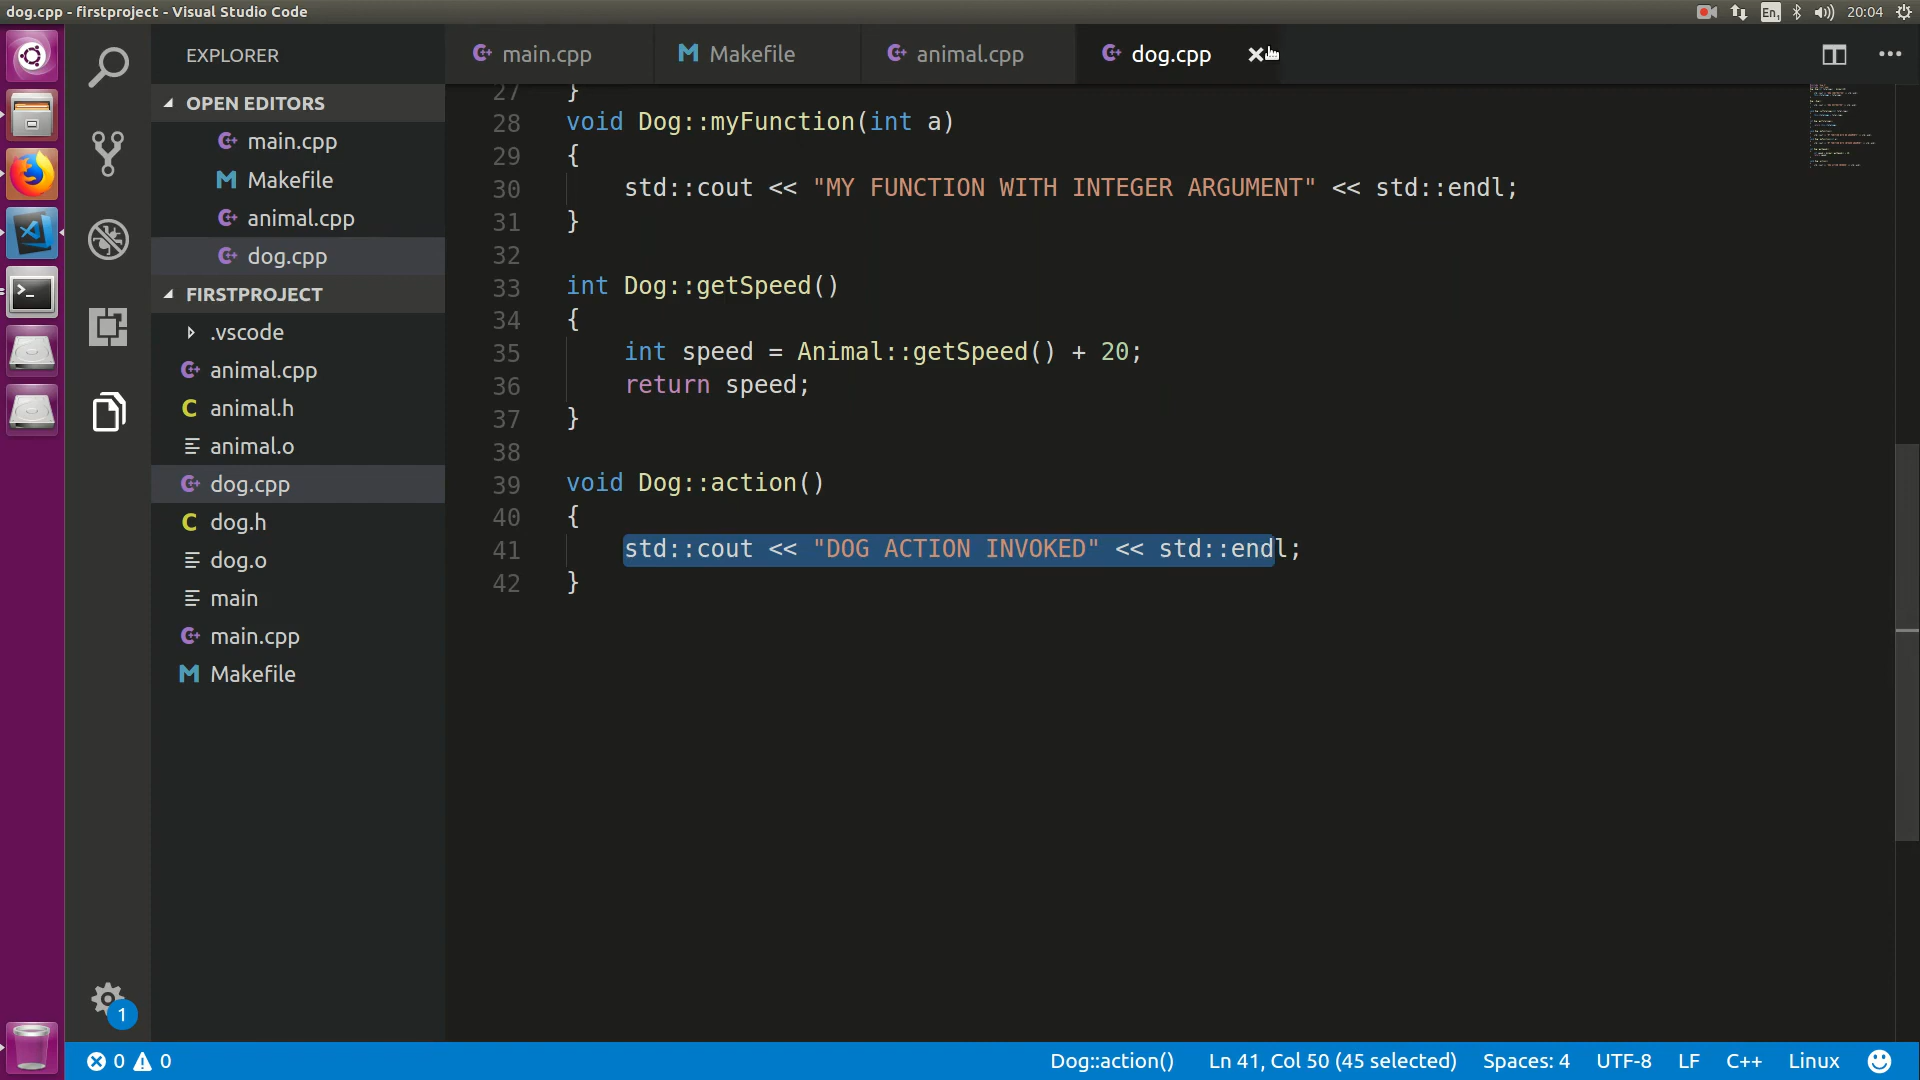 dog.cpp - firstproject - Visual Studio Code
En1
20:04
EXPLORER
main.cpp
Makefile
animal.cpp
dog.cpp
OPEN EDITORS
main.cpp
Makefile
animal.cpp
dog.cpp
FIRSTPROJECT
.vscode
animal.cpp
animal.h
animal.o
dog.cpp
dog.h
dog.o
main
main.cpp
Makefile
27 }
28 void Dog::myFunction(int a)
29 {
30 std::cout << "MY FUNCTION WITH INTEGER ARGUMENT" << std::endl;
31 }
32
33 int Dog::getSpeed()
34 {
35 int speed = Animal::getSpeed() + 20;
36 return speed;
37 }
38
39 void Dog::action()
40 {
41 std::cout << "DOG ACTION INVOKED" << std::endl;
42 }
1
0 0 Dog::action() Ln 41, Col 50 (45 selected) Spaces: 4 UTF-8 LF C++ Linux